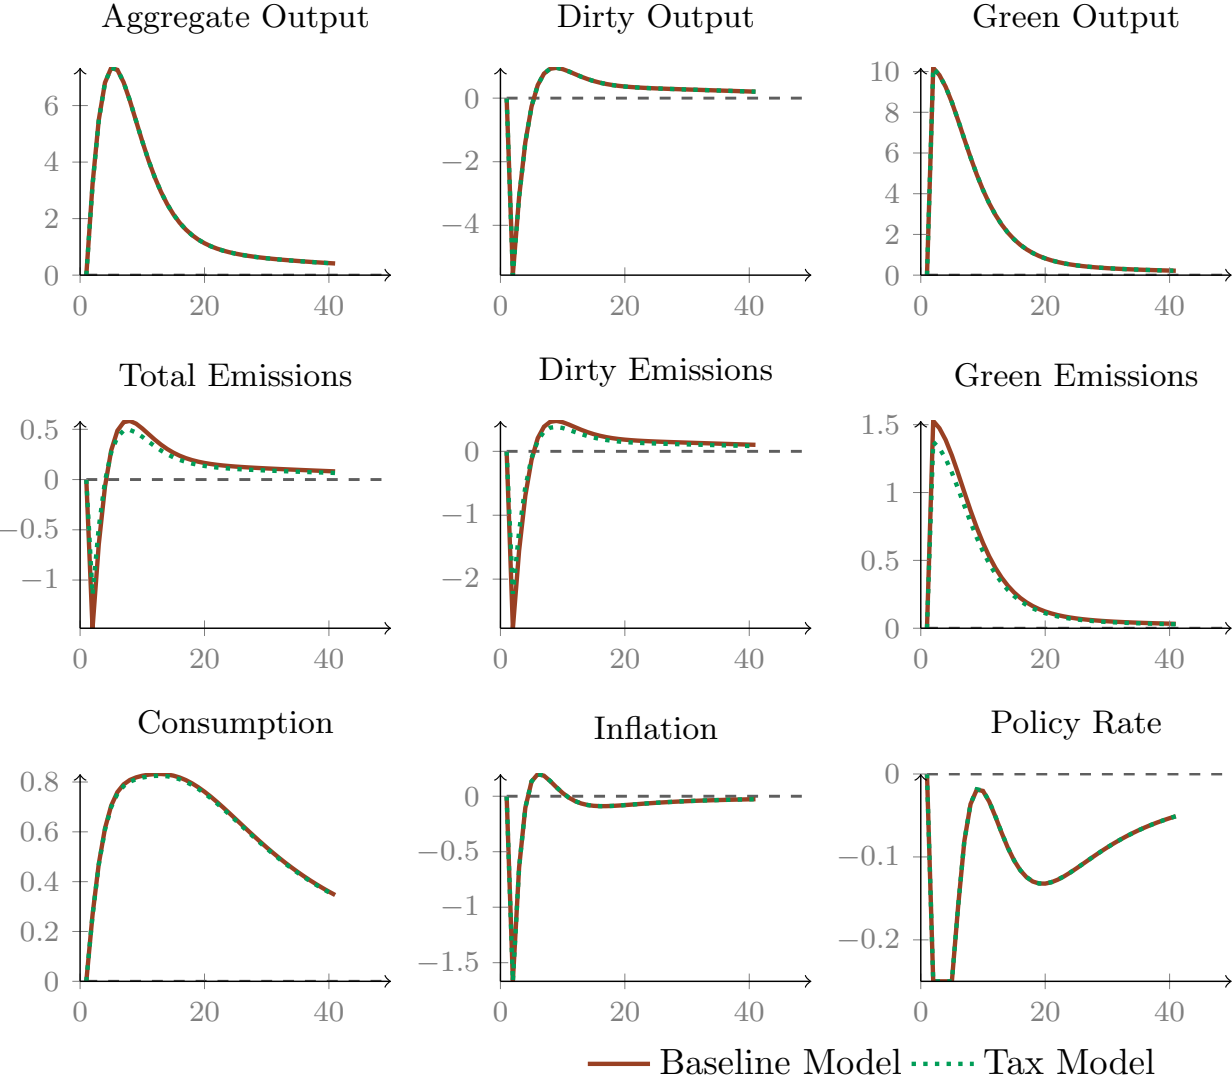 Aggregate Output Dirty Output Green Output
6
4
2
0
0 20 40
0
−2
−4
0 20 40
10
8
6
4
2
0
0 20 40
Total Emissions Dirty Emissions Green Emissions
0.5
0
−0.5
−1
0 20 40
0
−1
−2
0 20 40
1.5
1
0.5
0
0 20 40
Consumption Inflation Policy Rate
0.8
0.6
0.4
0.2
0
0 20 40
0
−0.5
−1
−1.5
0 20 40
0
−0.1
−0.2
0 20 40
Baseline Model Tax Model